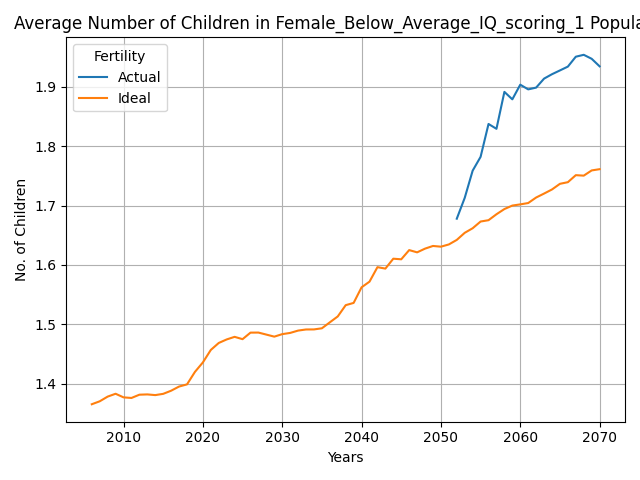 Average Number of Children in Female_Below_Average_IQ_scoring_1 Popula
Fertility
Actual
Ideal
No. of Children
1.9
1.8
1.7
1.6
1.5
1.4
2010 2020 2030 2040 2050 2060 2070
Years